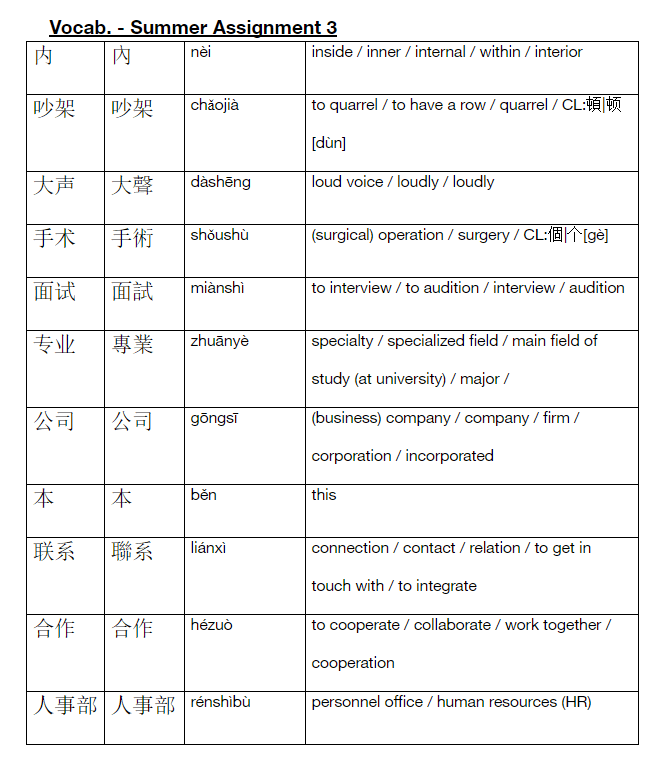 Vocab. - Summer Assignment 3
内 內 nèi inside / inner / internal / within / interior
吵架 吵架 chǎojià to quarrel / to have a row / quarrel / CL:頓|顿
[dùn]
大声 大聲 dàshēng loud voice / loudly / loudly
手术 手術 shǒushù (surgical) operation / surgery / CL:個|个[gè]
面试 面試 miànshì to interview / to audition / interview / audition
专业 專業 zhuānyè specialty / specialized field / main field of
study (at university) / major /
公司 公司 gōngsī (business) company / company / firm /
corporation / incorporated
本 本 běn this
联系 聯系 liánxì connection / contact / relation / to get in
touch with / to integrate
合作 合作 hézuò to cooperate / collaborate / work together /
cooperation
人事部 人事部 rénshìbù personnel office / human resources (HR)